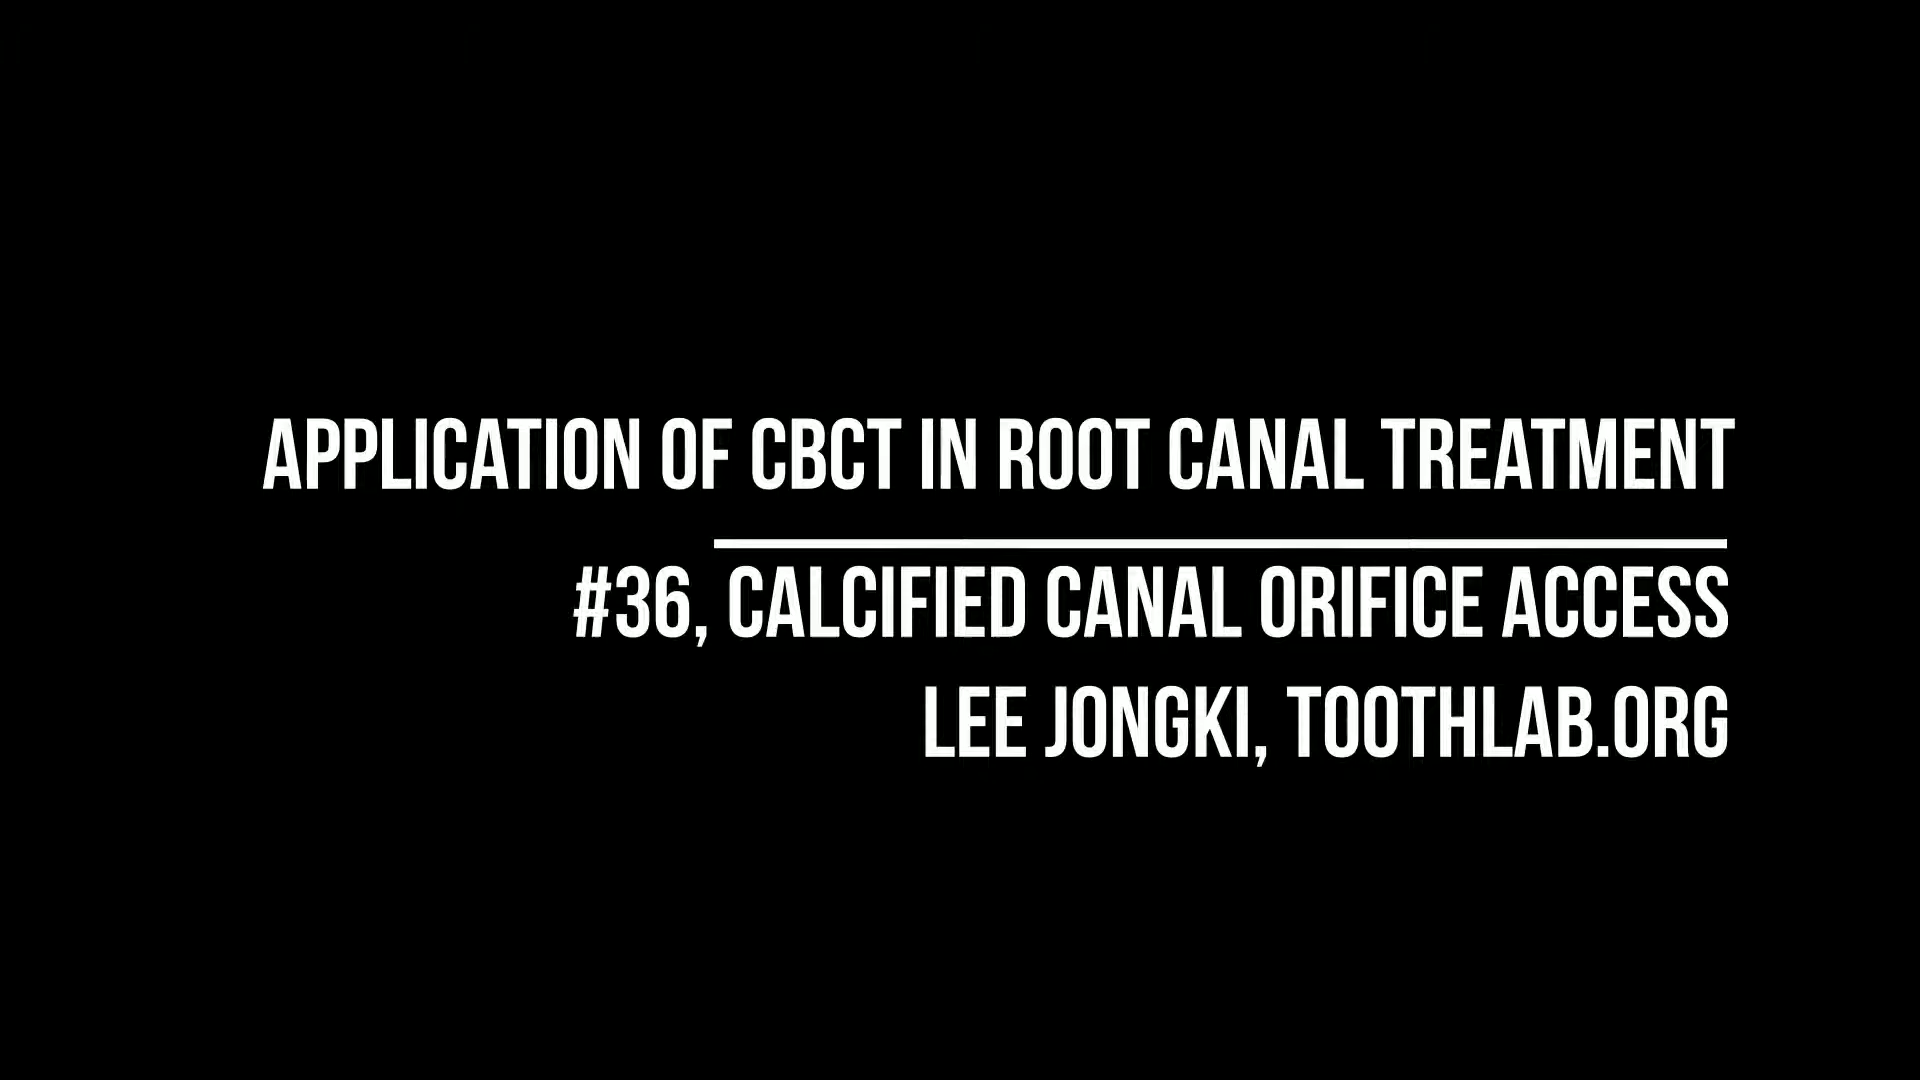 APPLICATION OF CBCT IN ROOT CANAL TREATMENT
#36, CALCIFIED CANAL ORIFICE ACCESS
LEE JONGKI, TOOTHLAB.ORG